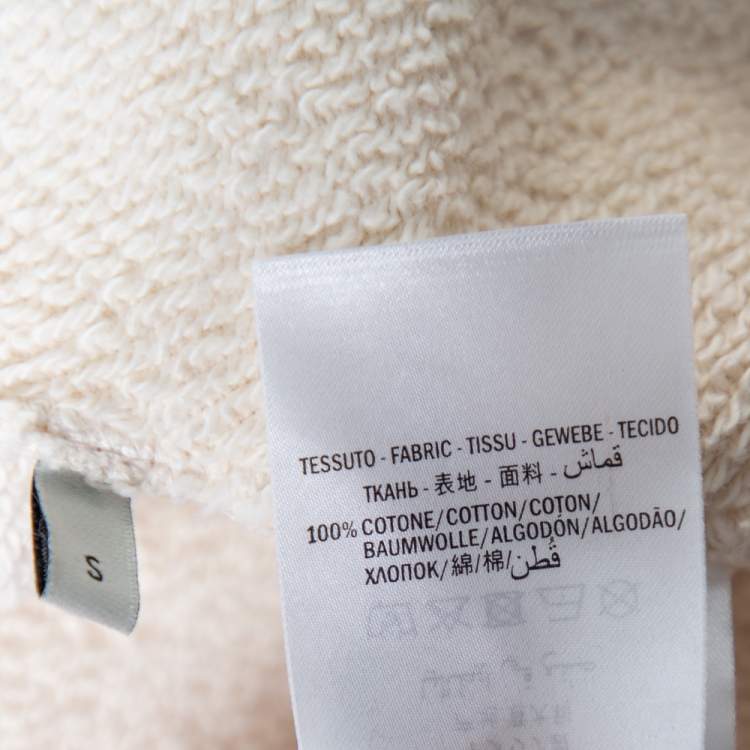 TESSUTO - FABRIC - TISSU - GEWEBE - TECIDO
ТКАНЬ - 表地 - 面料 - قماش
100% COTONE/COTTON/COTON/
BAUMWOLLE/ALGODÓN/ALGODÃO/
ХЛОПОК/綿/棉/قُطن
S